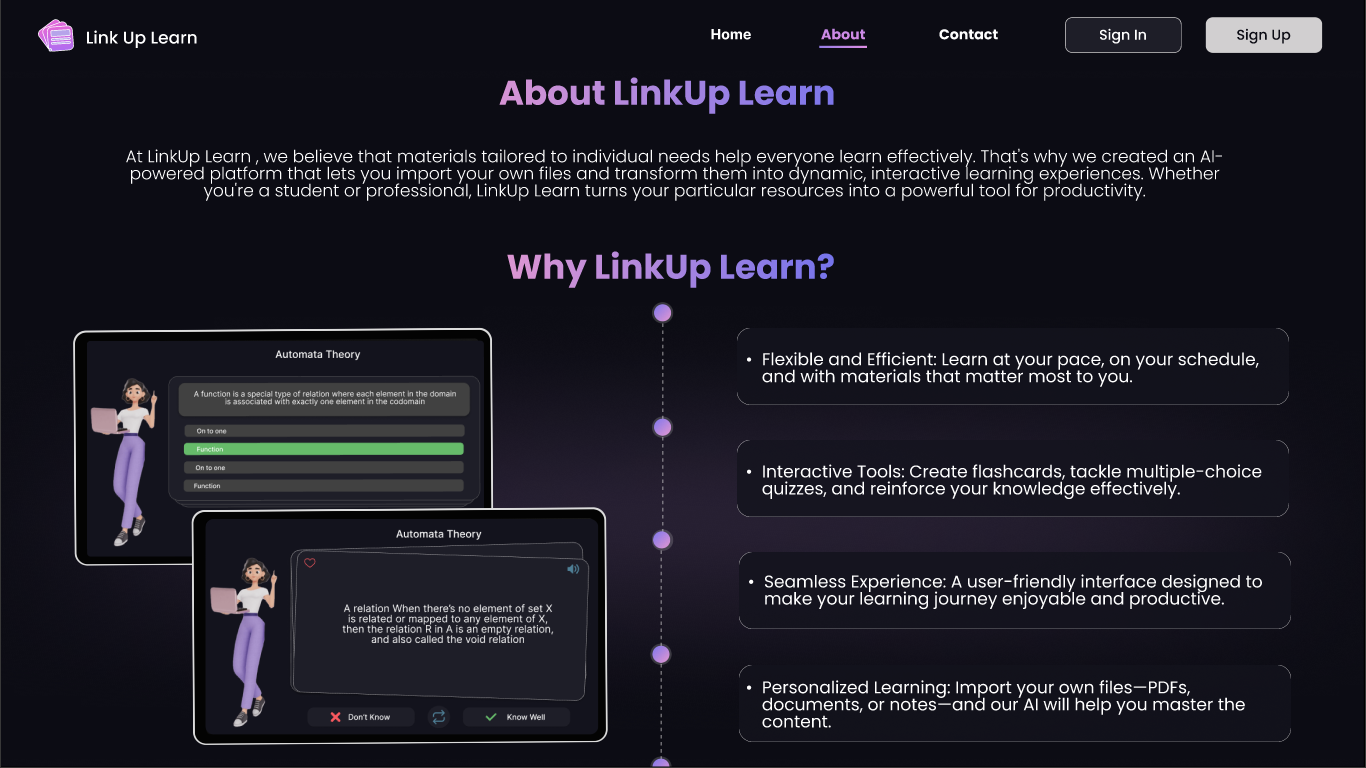 Link Up Learn
Home
About
Contact
Sign In
Sign Up
About LinkUp Learn
At LinkUp Learn , we believe that materials tailored to individual needs help everyone learn effectively. That's why we created an AI-
powered platform that lets you import your own files and transform them into dynamic, interactive learning experiences. Whether
you're a student or professional, LinkUp Learn turns your particular resources into a powerful tool for productivity.
Why LinkUp Learn?
Automata Theory
A function is a special type of relation where each element in the domain
is associated with exactly one element in the codomain
On to one
Function
On to one
Function
Automata Theory
A relation When there's no element of set X
is related or mapped to any element of X,
then the relation R in A is an empty relation,
and also called the void relation
Don't Know
Know Well
• Flexible and Efficient: Learn at your pace, on your schedule,
and with materials that matter most to you.
• Interactive Tools: Create flashcards, tackle multiple-choice
quizzes, and reinforce your knowledge effectively.
• Seamless Experience: A user-friendly interface designed to
make your learning journey enjoyable and productive.
• Personalized Learning: Import your own files—PDFs,
documents, or notes—and our AI will help you master the
content.